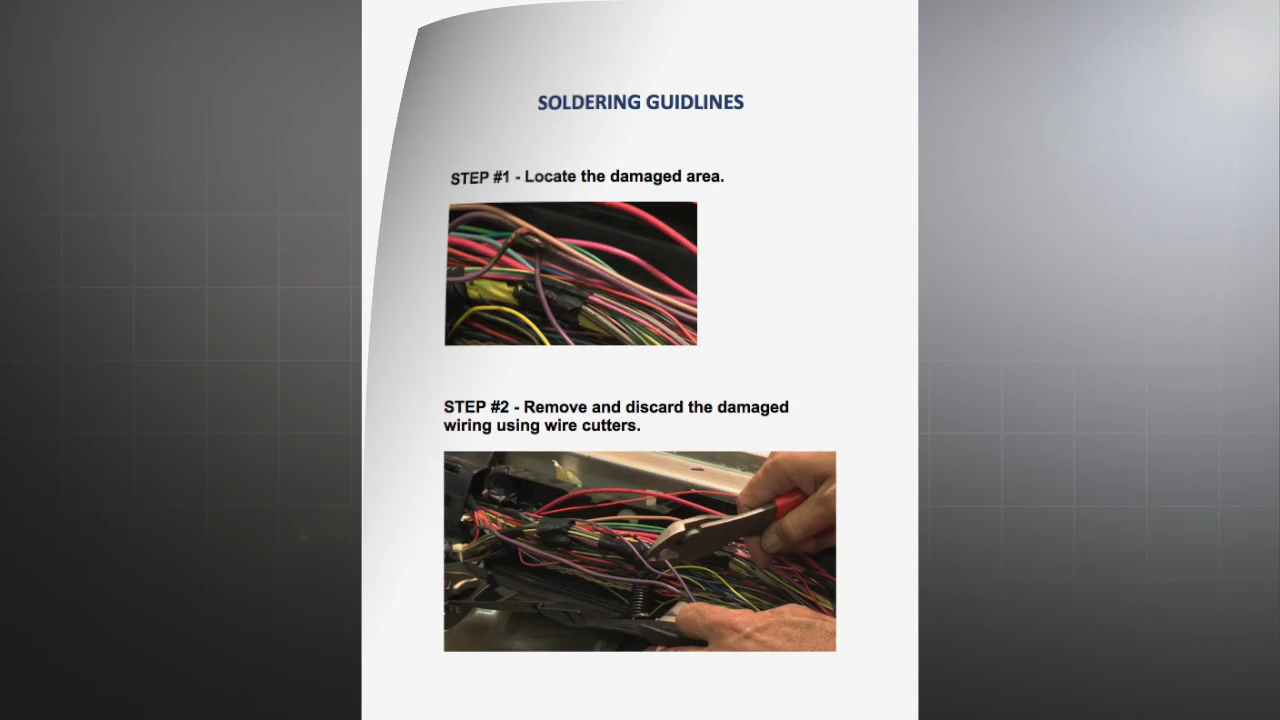 SOLDERING GUIDLINES
STEP #1 - Locate the damaged area.
STEP #2 - Remove and discard the damaged
wiring using wire cutters.